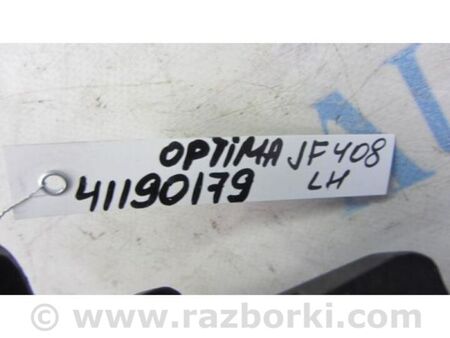 OPTIMA JF408
41190179 LH
© www.razborki.com